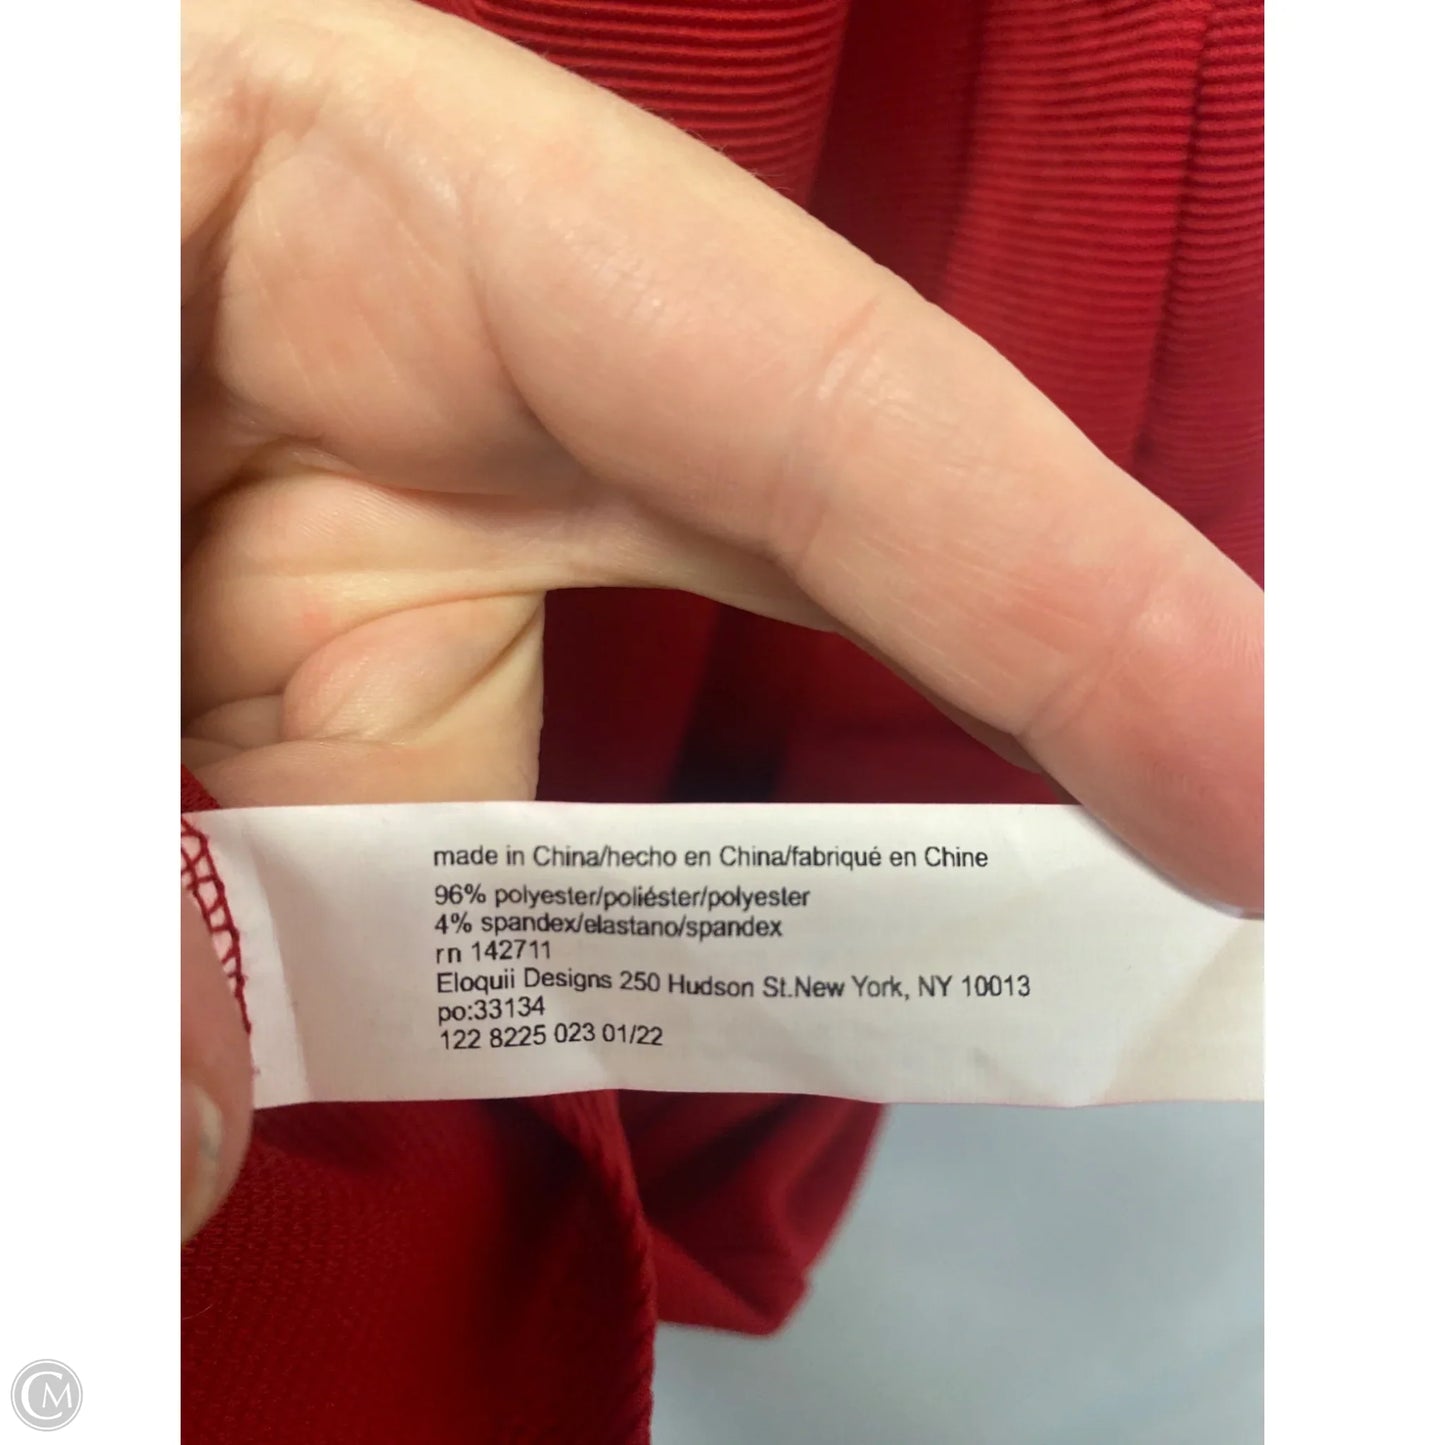 made in China/hecho en China/fabriqué en Chine
96% polyester/poliéster/polyester
4% spandex/elastano/spandex
rn 142711
Eloquii Designs 250 Hudson St.New York, NY 10013
po:33134
122 8225 023 01/22
CM